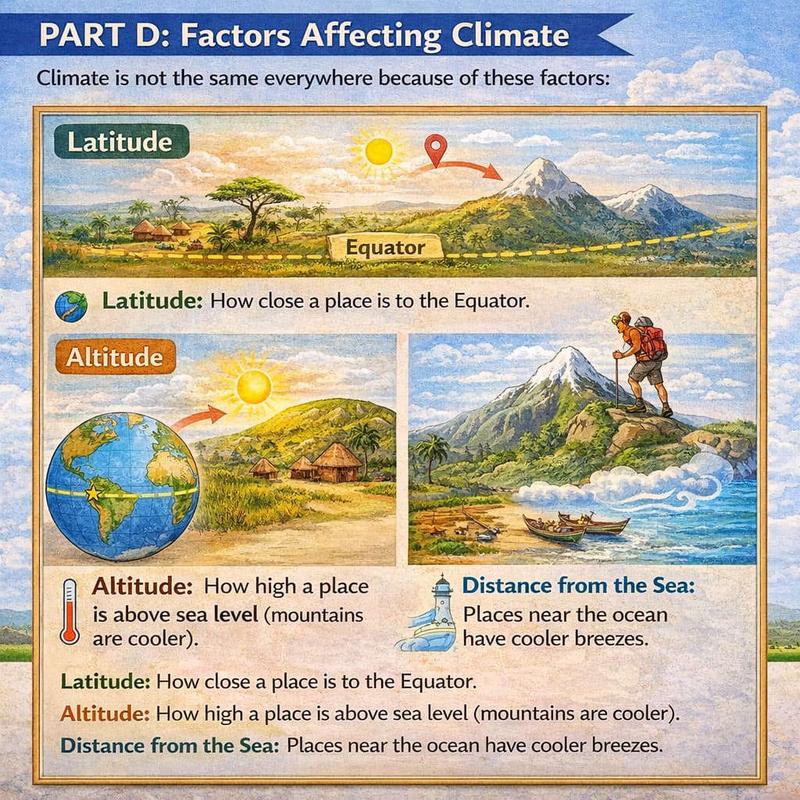 PART D: Factors Affecting Climate
Climate is not the same everywhere because of these factors:
Latitude
Equator
Latitude: How close a place is to the Equator.
Altitude
Altitude: How high a place
is above sea level (mountains
are cooler).
Distance from the Sea:
Places near the ocean
have cooler breezes.
Latitude: How close a place is to the Equator.
Altitude: How high a place is above sea level (mountains are cooler).
Distance from the Sea: Places near the ocean have cooler breezes.